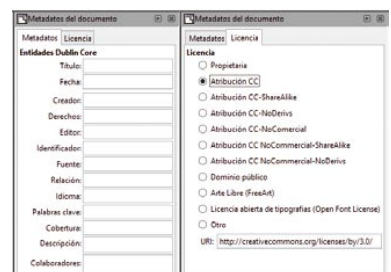 Metadatos del documento
Metadatos Licencia
Entidades Dublin Core
Título:
Fecha:
Creador:
Derechos:
Editor:
Identificador:
Fuente:
Relación:
Idioma:
Palabras clave:
Cobertura:
Descripción:
Colaboradores:
Metadatos del documento
Metadatos Licencia
Licencia
Propietaria
Atribución CC
Atribución CC-ShareAlike
Atribución CC-NoDerivs
Atribución CC-NoComercial
Atribución CC NoCommercial-ShareAlike
Atribución CC NoCommercial-NoDerivs
Dominio público
Arte Libre (FreeArt)
Licencia abierta de tipografías (Open Font License)
Otro
URI: http://creativecommons.org/licenses/by/3.0/